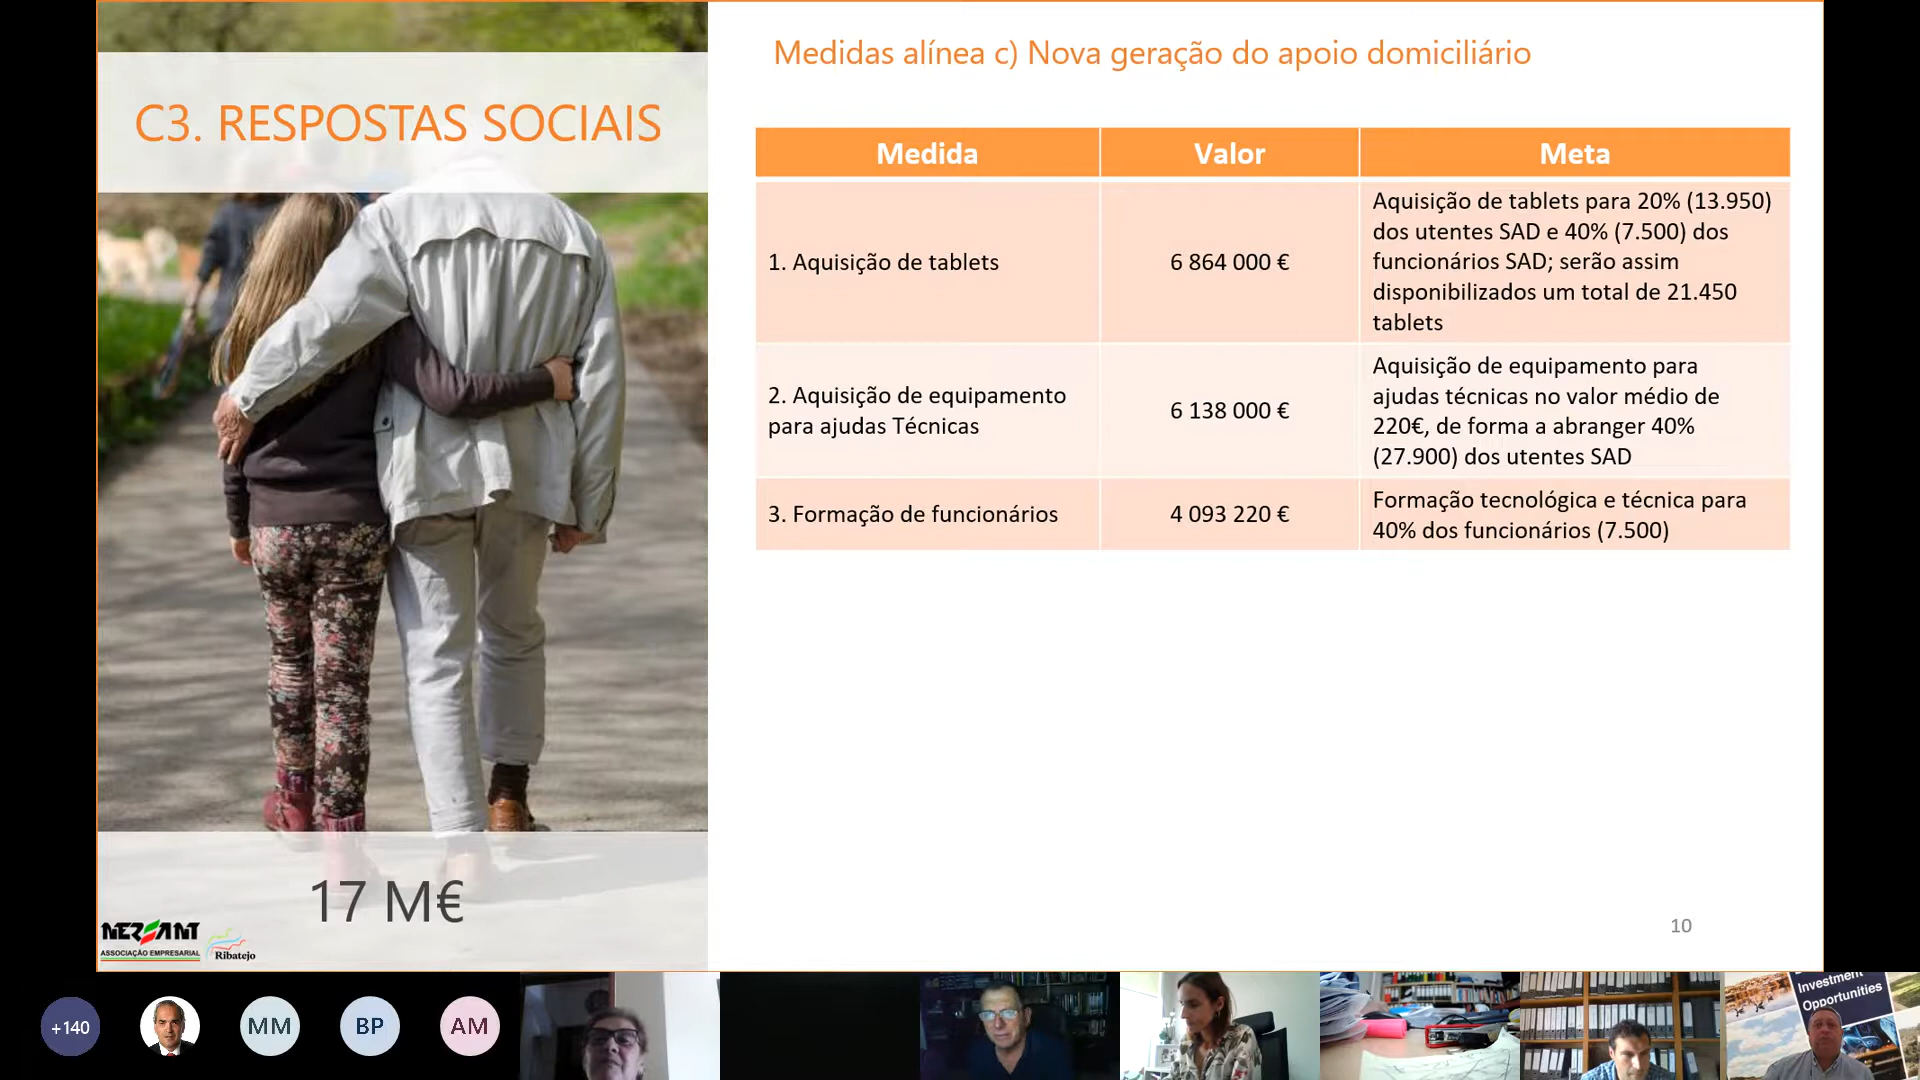 C3. RESPOSTAS SOCIAIS
17 M€
NERSANT
ASSOCIAÇÃO EMPRESARIAL
Ribatejo
Medidas alínea c) Nova geração do apoio domiciliário
Medida
Valor
Meta
1. Aquisição de tablets
6 864 000 €
Aquisição de tablets para 20% (13.950)
dos utentes SAD e 40% (7.500) dos
funcionários SAD; serão assim
disponibilizados um total de 21.450
tablets
2. Aquisição de equipamento
para ajudas Técnicas
6 138 000 €
Aquisição de equipamento para
ajudas técnicas no valor médio de
220€, de forma a abranger 40%
(27.900) dos utentes SAD
3. Formação de funcionários
4 093 220 €
Formação tecnológica e técnica para
40% dos funcionários (7.500)
10
+140
MM
BP
AM
Investment
Opportunities